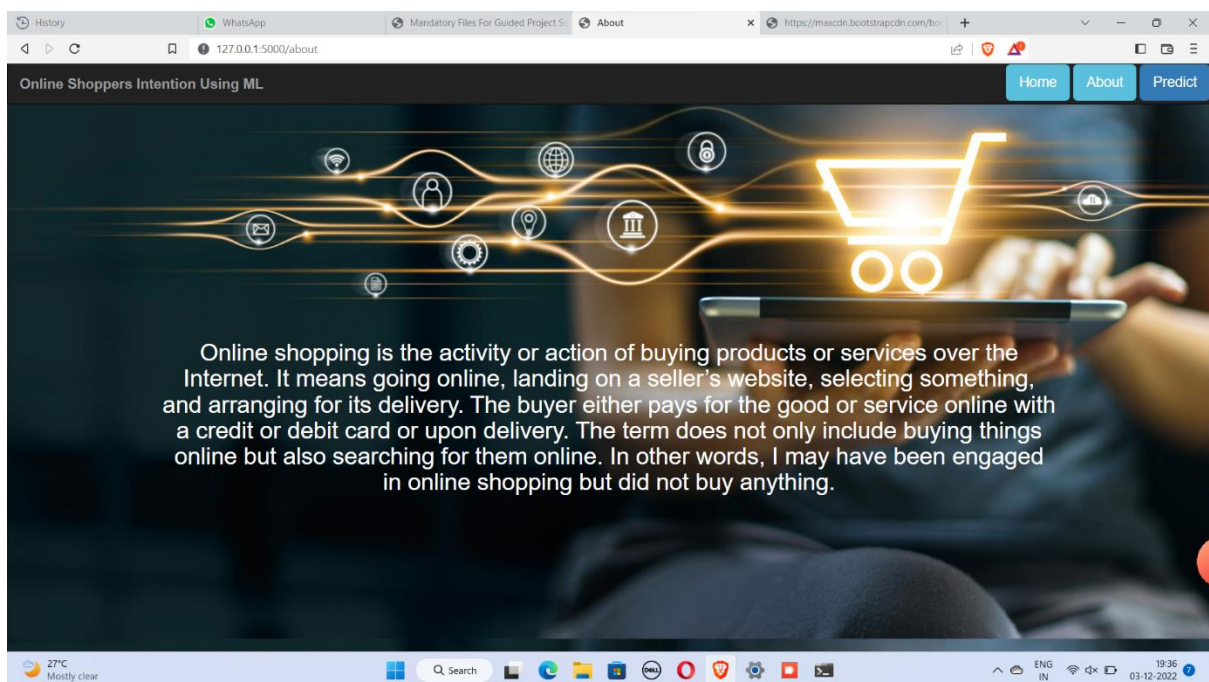 History
WhatsApp
Mandatory Files For Guided Project Su
About
https://maxcdn.bootstrapcdn.com/boo
127.0.0.1:5000/about
Online Shoppers Intention Using ML
Home
About
Predict
Online shopping is the activity or action of buying products or services over the
Internet. It means going online, landing on a seller's website, selecting something,
and arranging for its delivery. The buyer either pays for the good or service online with
a credit or debit card or upon delivery. The term does not only include buying things
online but also searching for them online. In other words, I may have been engaged
in online shopping but did not buy anything.
27°C
Mostly clear
Search
DELL
ENG
IN
19:36
03-12-2022
7